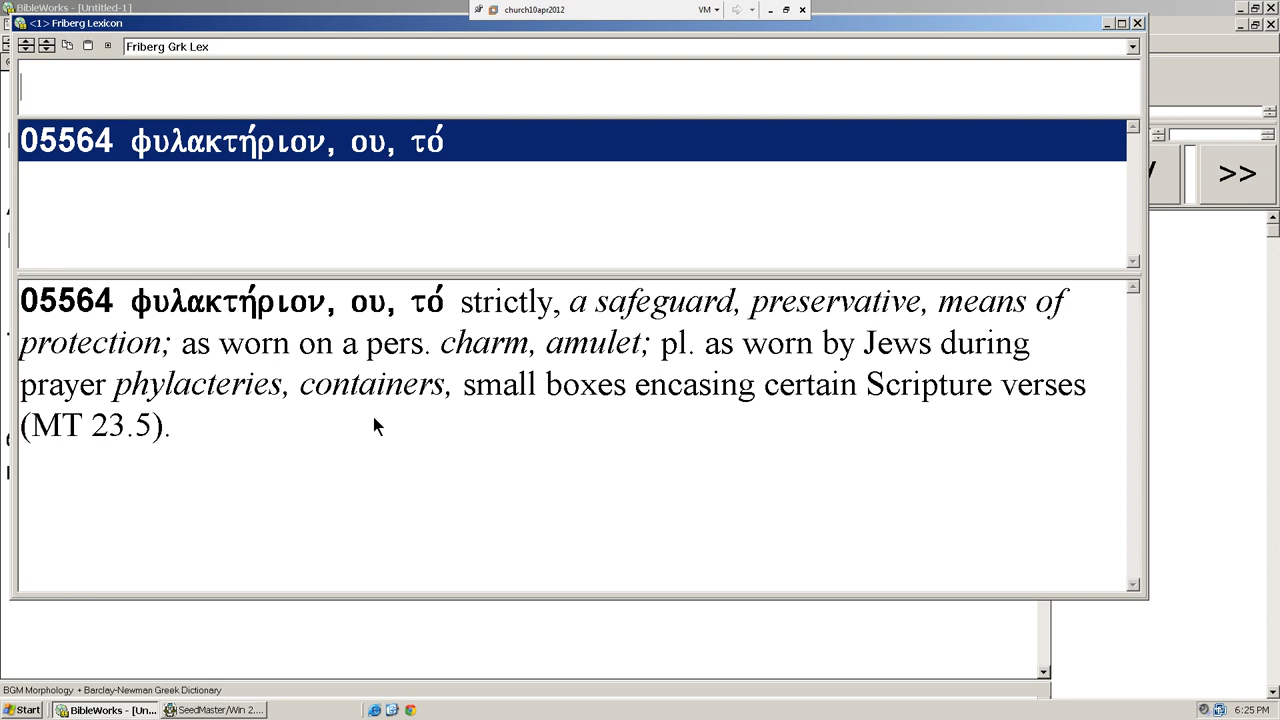 BibleWorks - [Untitled-1]
church10apr2012
VM
<1> Friberg Lexicon
Friberg Grk Lex
05564 φυλακτήριον, ου, τό
>>
05564 φυλακτήριον, ου, τό strictly, a safeguard, preservative, means of
protection; as worn on a pers. charm, amulet; pl. as worn by Jews during
prayer phylacteries, containers, small boxes encasing certain Scripture verses
(MT 23.5).
BGM Morphology + Barclay-Newman Greek Dictionary
Start
BibleWorks - [Un...
SeedMaster/Win 2....
6:25 PM